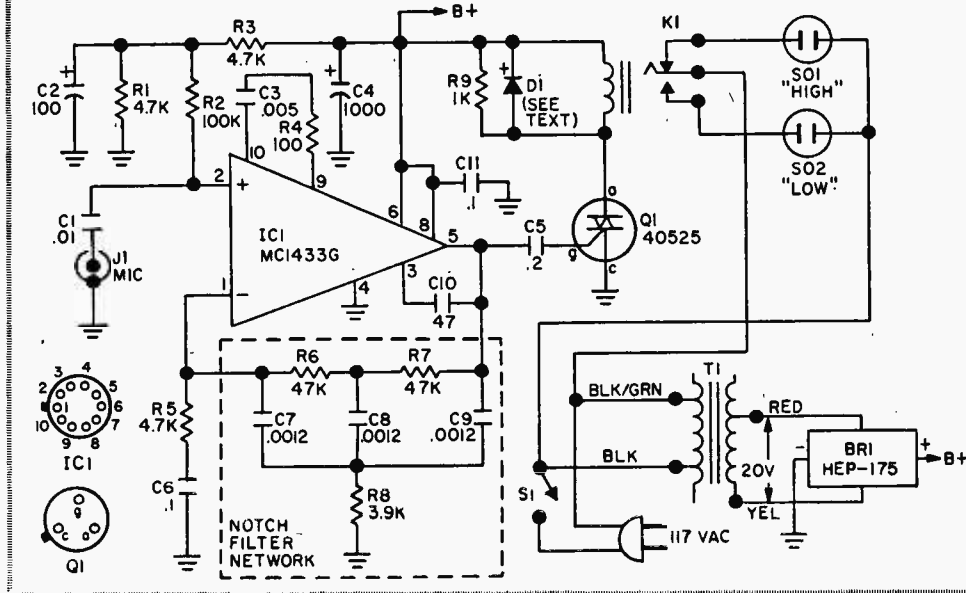 B+
R3
4.7K
K1
SO1
"HIGH"
SO2
"LOW"
+
C2
100
R1
4.7K
R2
100K
C3
.005
R4
100
+
C4
1000
R9
1K
+
D1
(SEE
TEXT)
10
9
2
+
6
8
5
C11
.1
C1
.01
J1
MIC
IC1
MC1433G
C5
.2
a
g
c
Q1
40525
1
-
4
3
C10
47
R6
47K
R7
47K
C7
.0012
C8
.0012
C9
.0012
R5
4.7K
C6
.1
R8
3.9K
NOTCH
FILTER
NETWORK
3 4
2 5
1 6
10 7
9 8
IC1
g
c a
Q1
BLK/GRN
T1
RED
BLK
20V
YEL
- BR1 +
HEP-175
B+
S1
117 VAC